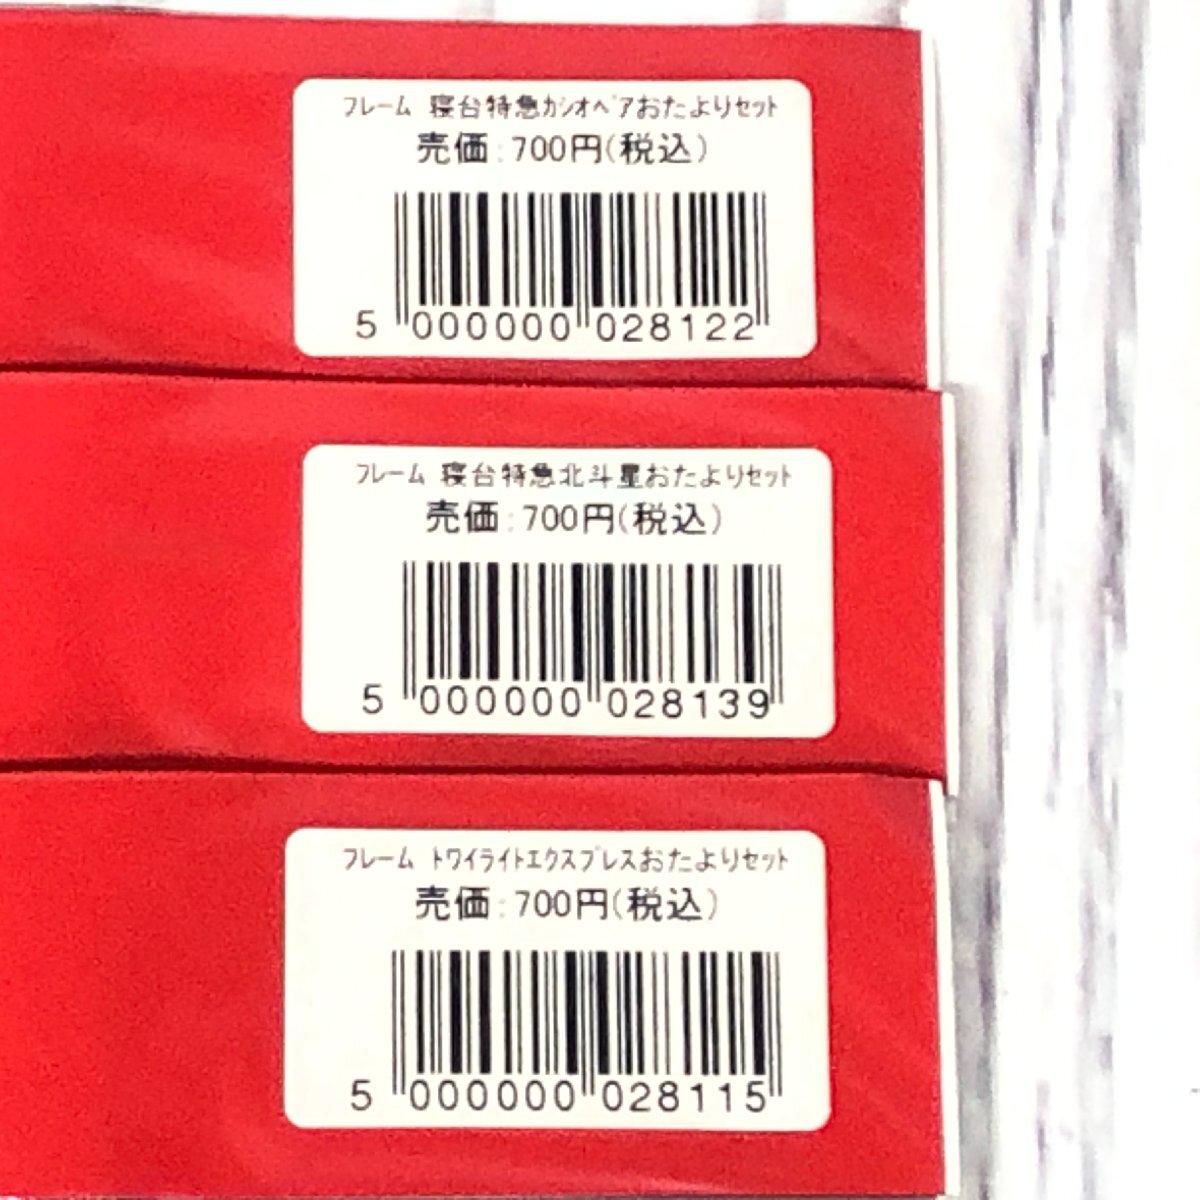 フレーム 寝台特急ｶｼｵﾍﾟｱおたよりセット
売価:700円(税込)
5 000000 028122
フレーム 寝台特急北斗星おたよりセット
売価:700円(税込)
5 000000 028139
フレーム ﾄﾜｲﾗｲﾄｴｸｽﾌﾟﾚｽおたよりセット
売価:700円(税込)
5 000000 028115